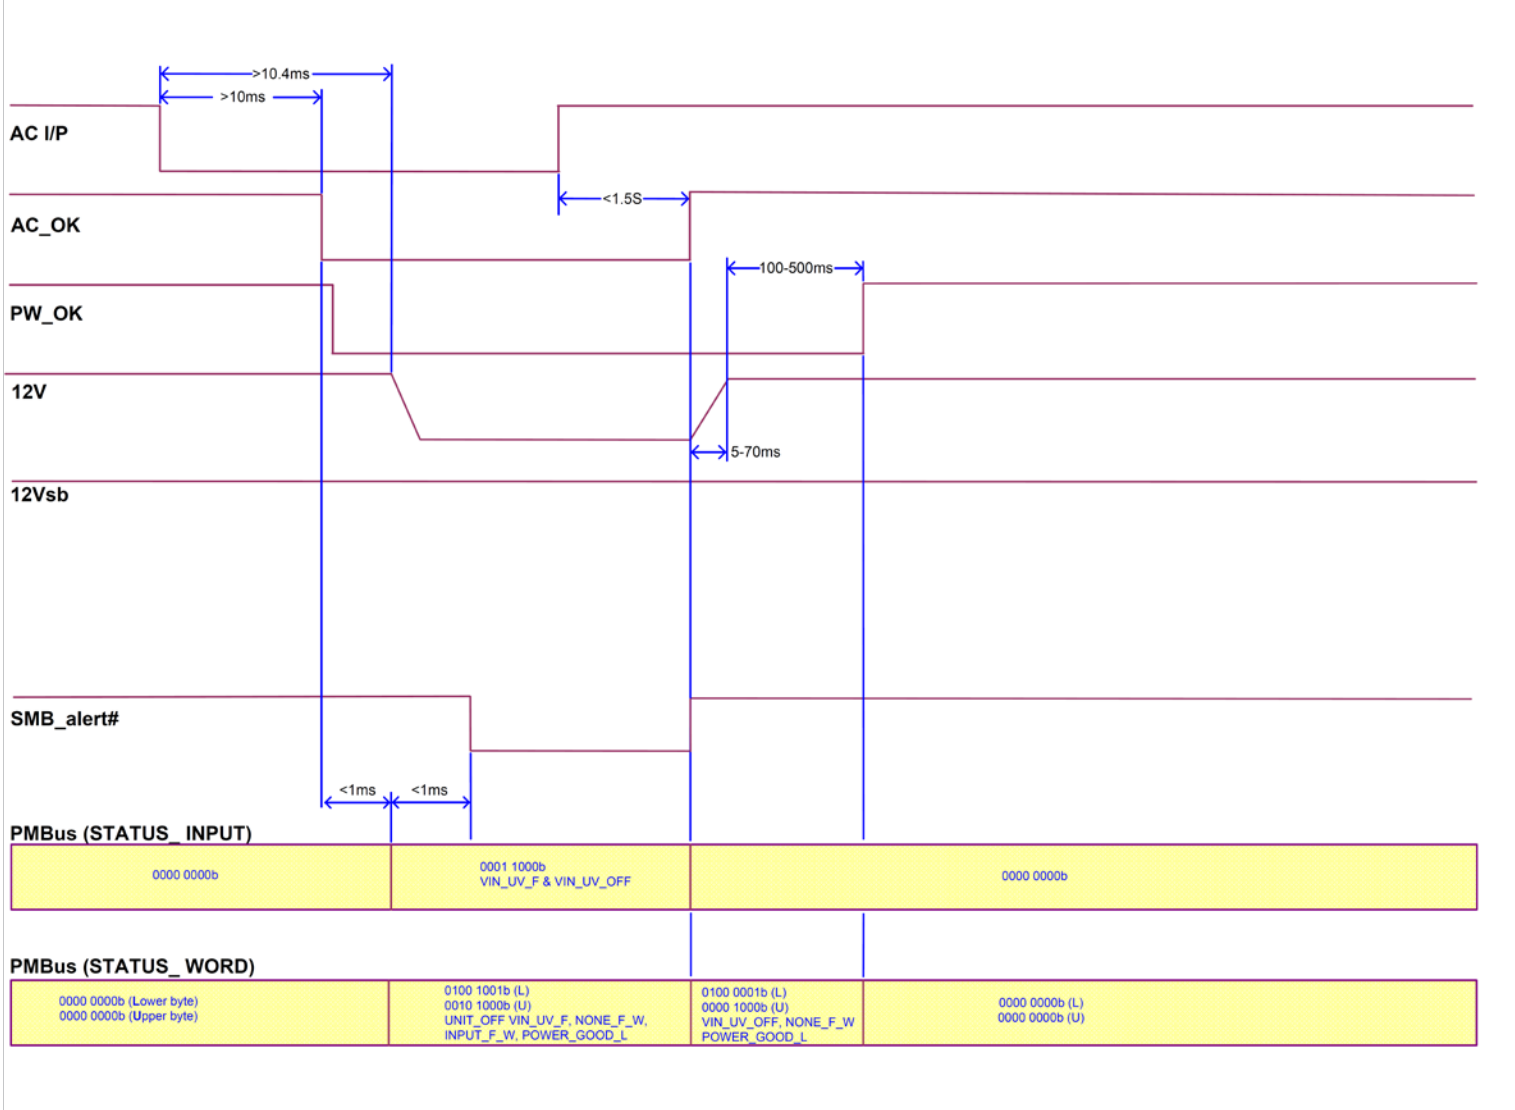 >10.4ms
>10ms
AC I/P
<1.5S
AC_OK
100-500ms
PW_OK
12V
5-70ms
12Vsb
SMB_alert#
<1ms
<1ms
PMBus (STATUS_ INPUT)
0000 0000b
0001 1000b
VIN_UV_F & VIN_UV_OFF
0000 0000b
PMBus (STATUS_ WORD)
0000 0000b (Lower byte)
0000 0000b (Upper byte)
0100 1001b (L)
0010 1000b (U)
UNIT_OFF VIN_UV_F, NONE_F_W,
INPUT_F_W, POWER_GOOD_L
0100 0001b (L)
0000 1000b (U)
VIN_UV_OFF, NONE_F_W
POWER_GOOD_L
0000 0000b (L)
0000 0000b (U)